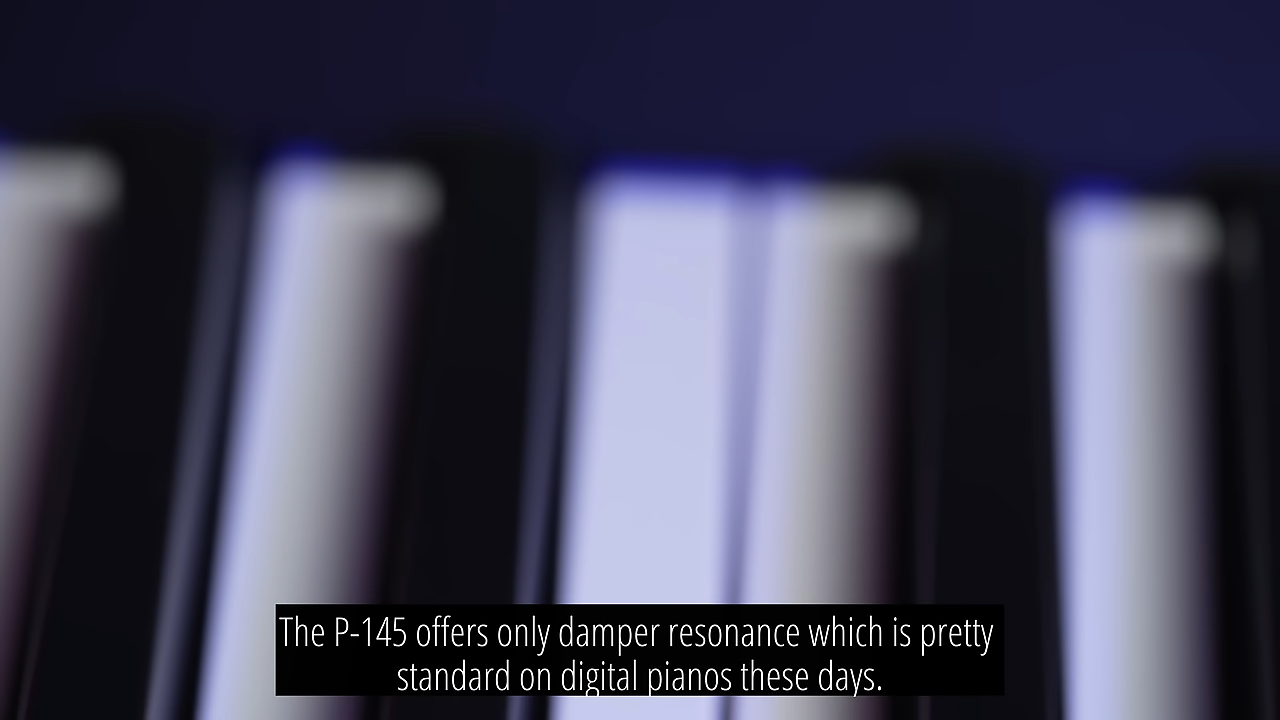 The P-145 offers only damper resonance which is pretty
standard on digital pianos these days.